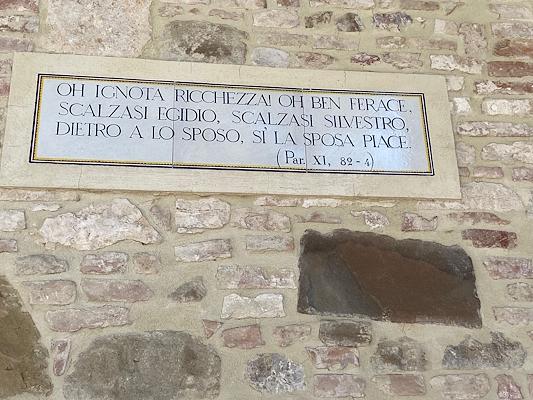 OH IGNOTA RICCHEZZA! OH BEN FERACE.
SCALZASI EGIDIO, SCALZASI SILVESTRO,
DIETRO A LO SPOSO, SÌ LA SPOSA PIACE.
(Par. XI, 82-4)